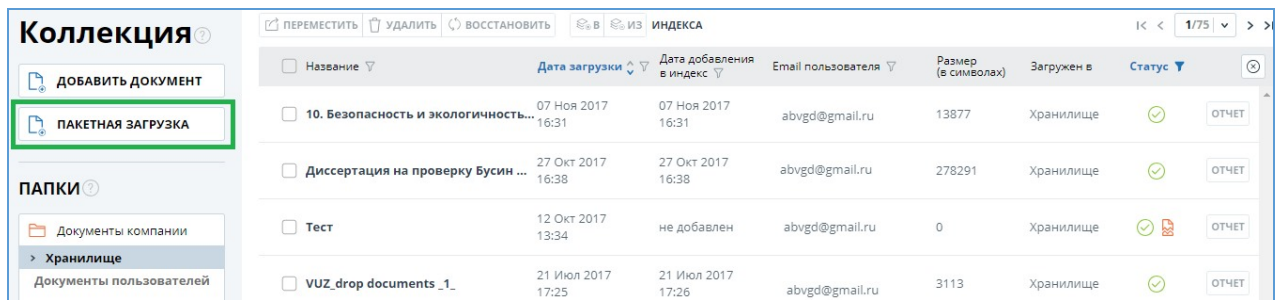 Коллекция
ДОБАВИТЬ ДОКУМЕНТ
ПАКЕТНАЯ ЗАГРУЗКА
ПАПКИ
Документы компании
Хранилище
Документы пользователей
ПЕРЕМЕСТИТЬ УДАЛИТЬ ВОССТАНОВИТЬ В ИЗ ИНДЕКСА 1/75
Название Дата загрузки Дата добавления в индекс Email пользователя Размер (в символах) Загружен в Статус
10. Безопасность и экологичность... 07 Ноя 2017 16:31 07 Ноя 2017 16:31 abvgd@gmail.ru 13877 Хранилище ОТЧЕТ
Диссертация на проверку Бусин ... 27 Окт 2017 16:38 27 Окт 2017 16:38 abvgd@gmail.ru 278291 Хранилище ОТЧЕТ
Тест 12 Окт 2017 13:34 не добавлен abvgd@gmail.ru 0 Хранилище ОТЧЕТ
VUZ_drop documents _1_ 21 Июл 2017 17:25 21 Июл 2017 17:26 abvgd@gmail.ru 3113 Хранилище ОТЧЕТ